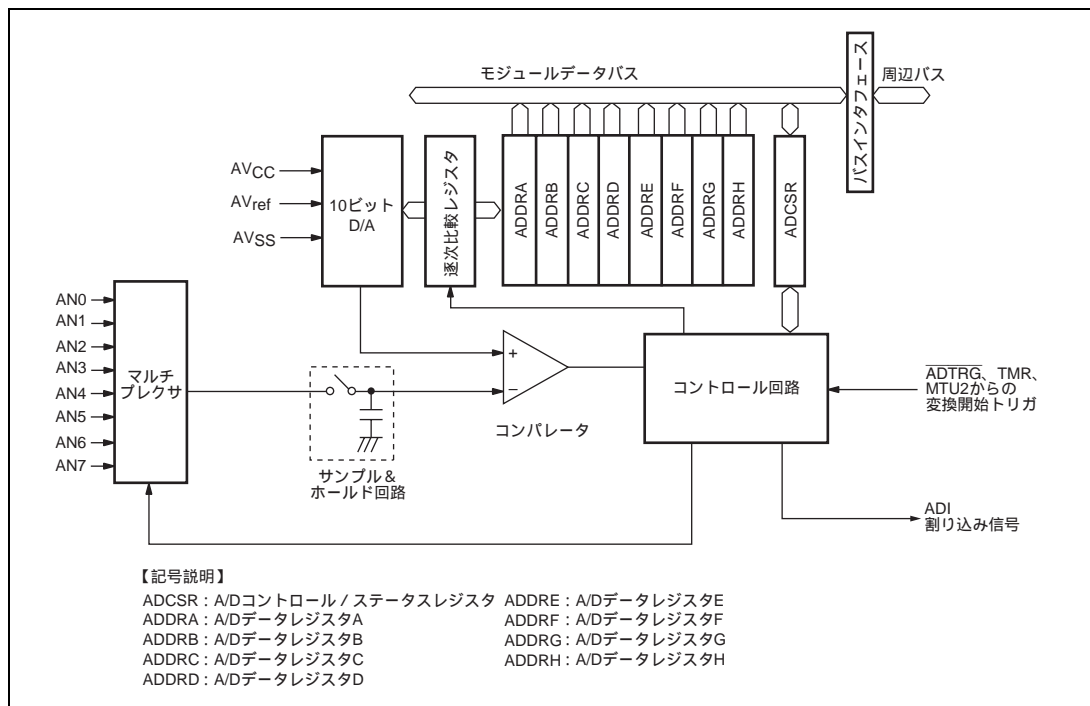 モジュールデータバス
バスインタフェース
周辺バス
AVCC
AVref
AVSS
10ビット
D/A
逐次比較レジスタ
ADDRA
ADDRB
ADDRC
ADDRD
ADDRE
ADDRF
ADDRG
ADDRH
ADCSR
AN0
AN1
AN2
AN3
AN4
AN5
AN6
AN7
マルチ
プレクサ
+
−
コンパレータ
サンプル&
ホールド回路
コントロール回路
ADTRG、TMR、
MTU2からの
変換開始トリガ
ADI
割り込み信号
【記号説明】
ADCSR : A/Dコントロール / ステータスレジスタ ADDRE : A/DデータレジスタE
ADDRA : A/DデータレジスタA ADDRF : A/DデータレジスタF
ADDRB : A/DデータレジスタB ADDRG : A/DデータレジスタG
ADDRC : A/DデータレジスタC ADDRH : A/DデータレジスタH
ADDRD : A/DデータレジスタD